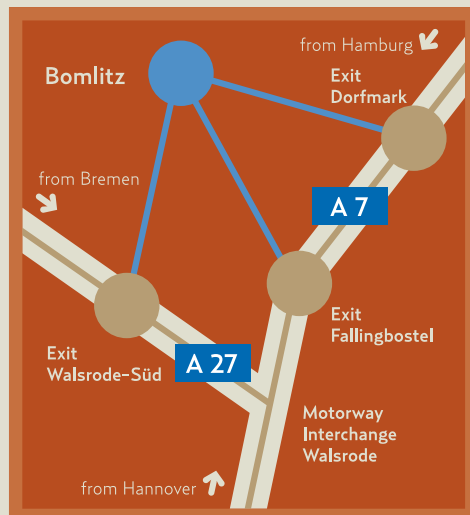 from Hamburg
Bomlitz
Exit
Dorfmark
from Bremen
A 7
Exit
Fallingbostel
Exit
Walsrode-Süd
A 27
Motorway
Interchange
Walsrode
from Hannover